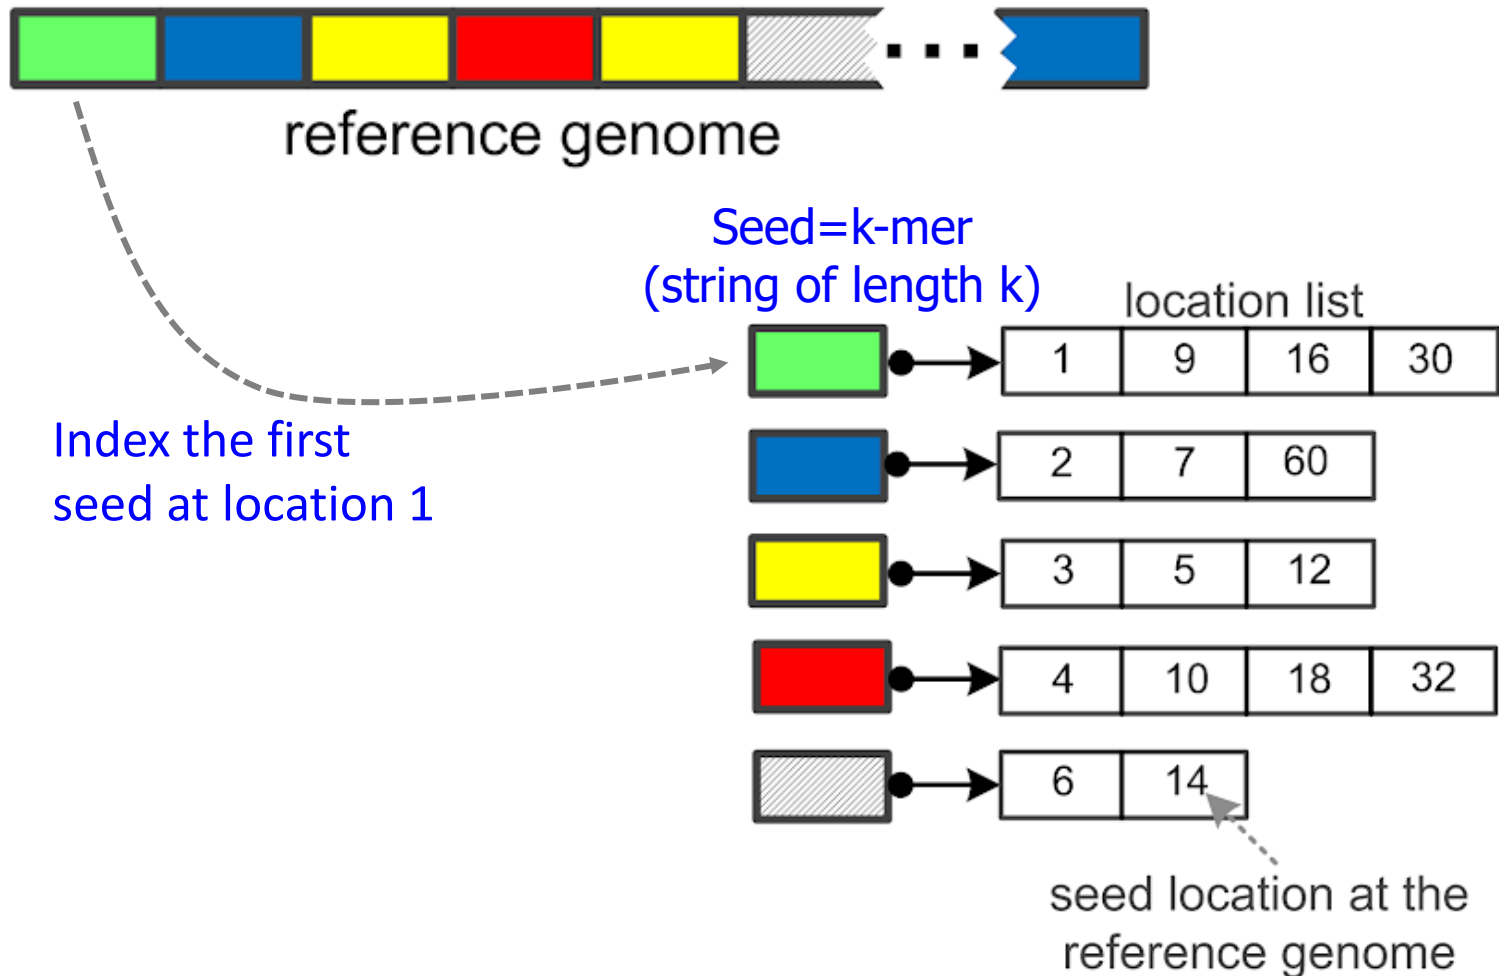 reference genome
Seed=k-mer
(string of length k)
location list
1 9 16 30
Index the first
seed at location 1
2 7 60
3 5 12
4 10 18 32
6 14
seed location at the
reference genome